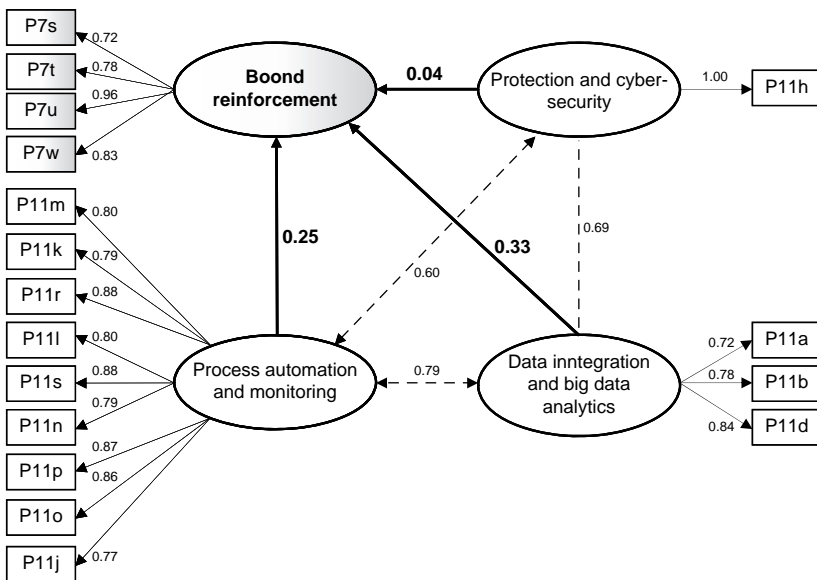 P7s
0.72
P7t
0.78
P7u
0.96
P7w
0.83
Boond
reinforcement
0.04
Protection and cyber-
security
1.00
P11h
P11m
0.80
P11k
0.79
P11r
0.88
P11l
0.80
P11s
0.88
P11n
0.79
P11p
0.87
P11o
0.86
P11j
0.77
0.25
0.33
0.60
0.69
Process automation
and monitoring
0.79
Data inntegration
and big data
analytics
0.72
P11a
0.78
P11b
0.84
P11d